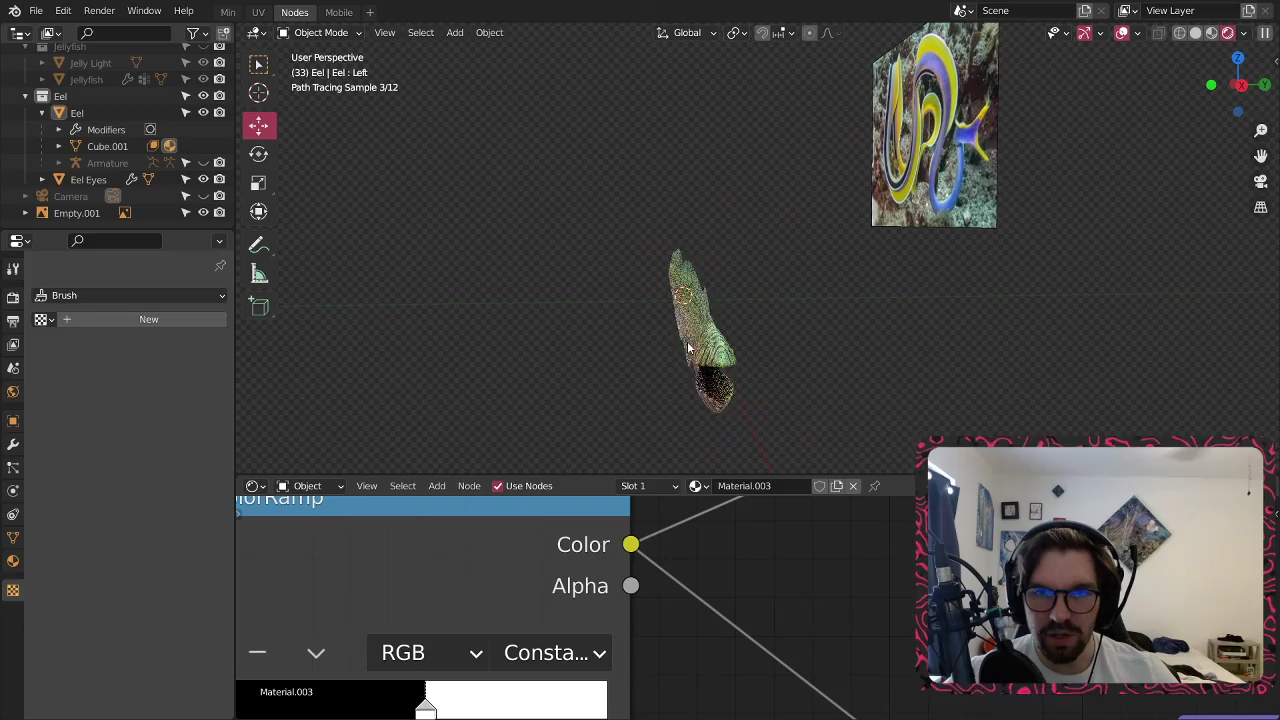 File Edit Render Window Help Min UV Nodes Mobile + Scene View Layer
Object Mode View Select Add Object Global
Jellyfish
Jelly Light
Jellyfish
Eel
Eel
Modifiers
Cube.001
Armature
Eel Eyes
Camera
Empty.001
User Perspective
(33) Eel | Eel : Left
Path Tracing Sample 3/12
Z
X
Y
Brush
+ New
Object View Select Add Node Use Nodes Slot 1 Material.003
ColorRamp
Color
Alpha
RGB Consta...
Material.003